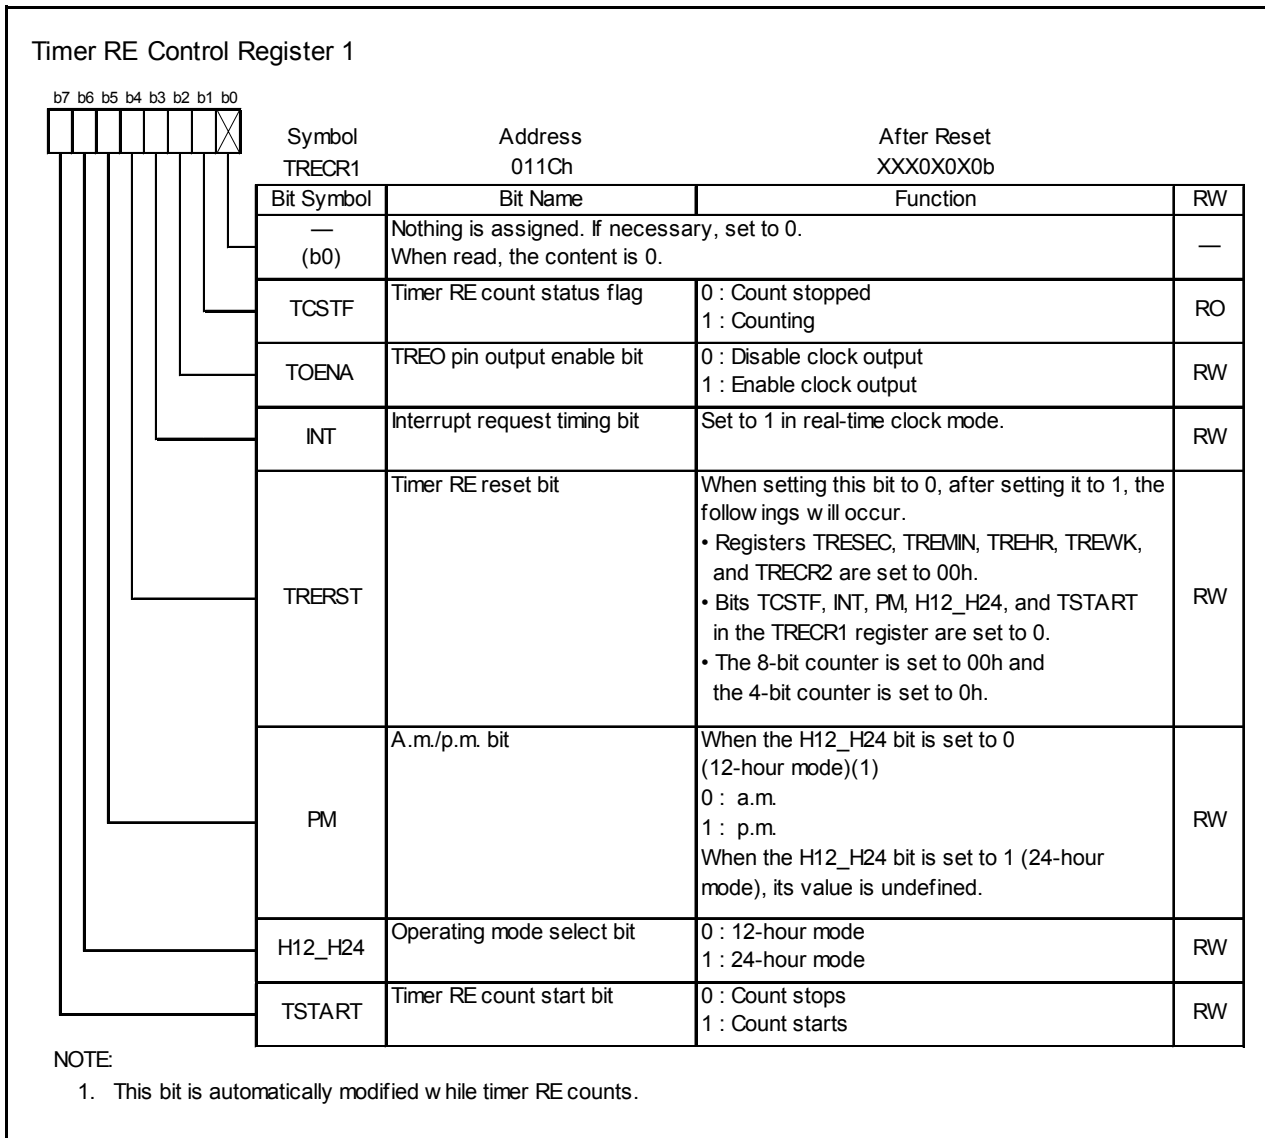 Timer RE Control Register 1
b7 b6 b5 b4 b3 b2 b1 b0
Symbol Address After Reset
TRECR1 011Ch XXX0X0X0b
Bit Symbol Bit Name Function RW
— (b0) Nothing is assigned. If necessary, set to 0.
When read, the content is 0. —
TCSTF Timer RE count status flag 0 : Count stopped
1 : Counting RO
TOENA TREO pin output enable bit 0 : Disable clock output
1 : Enable clock output RW
INT Interrupt request timing bit Set to 1 in real-time clock mode. RW
TRERST Timer RE reset bit When setting this bit to 0, after setting it to 1, the
followings will occur.
• Registers TRESEC, TREMIN, TREHR, TREWK,
and TRECR2 are set to 00h.
• Bits TCSTF, INT, PM, H12_H24, and TSTART
in the TRECR1 register are set to 0.
• The 8-bit counter is set to 00h and
the 4-bit counter is set to 0h. RW
PM A.m./p.m. bit When the H12_H24 bit is set to 0
(12-hour mode)(1)
0 : a.m.
1 : p.m.
When the H12_H24 bit is set to 1 (24-hour
mode), its value is undefined. RW
H12_H24 Operating mode select bit 0 : 12-hour mode
1 : 24-hour mode RW
TSTART Timer RE count start bit 0 : Count stops
1 : Count starts RW
NOTE:
1. This bit is automatically modified while timer RE counts.